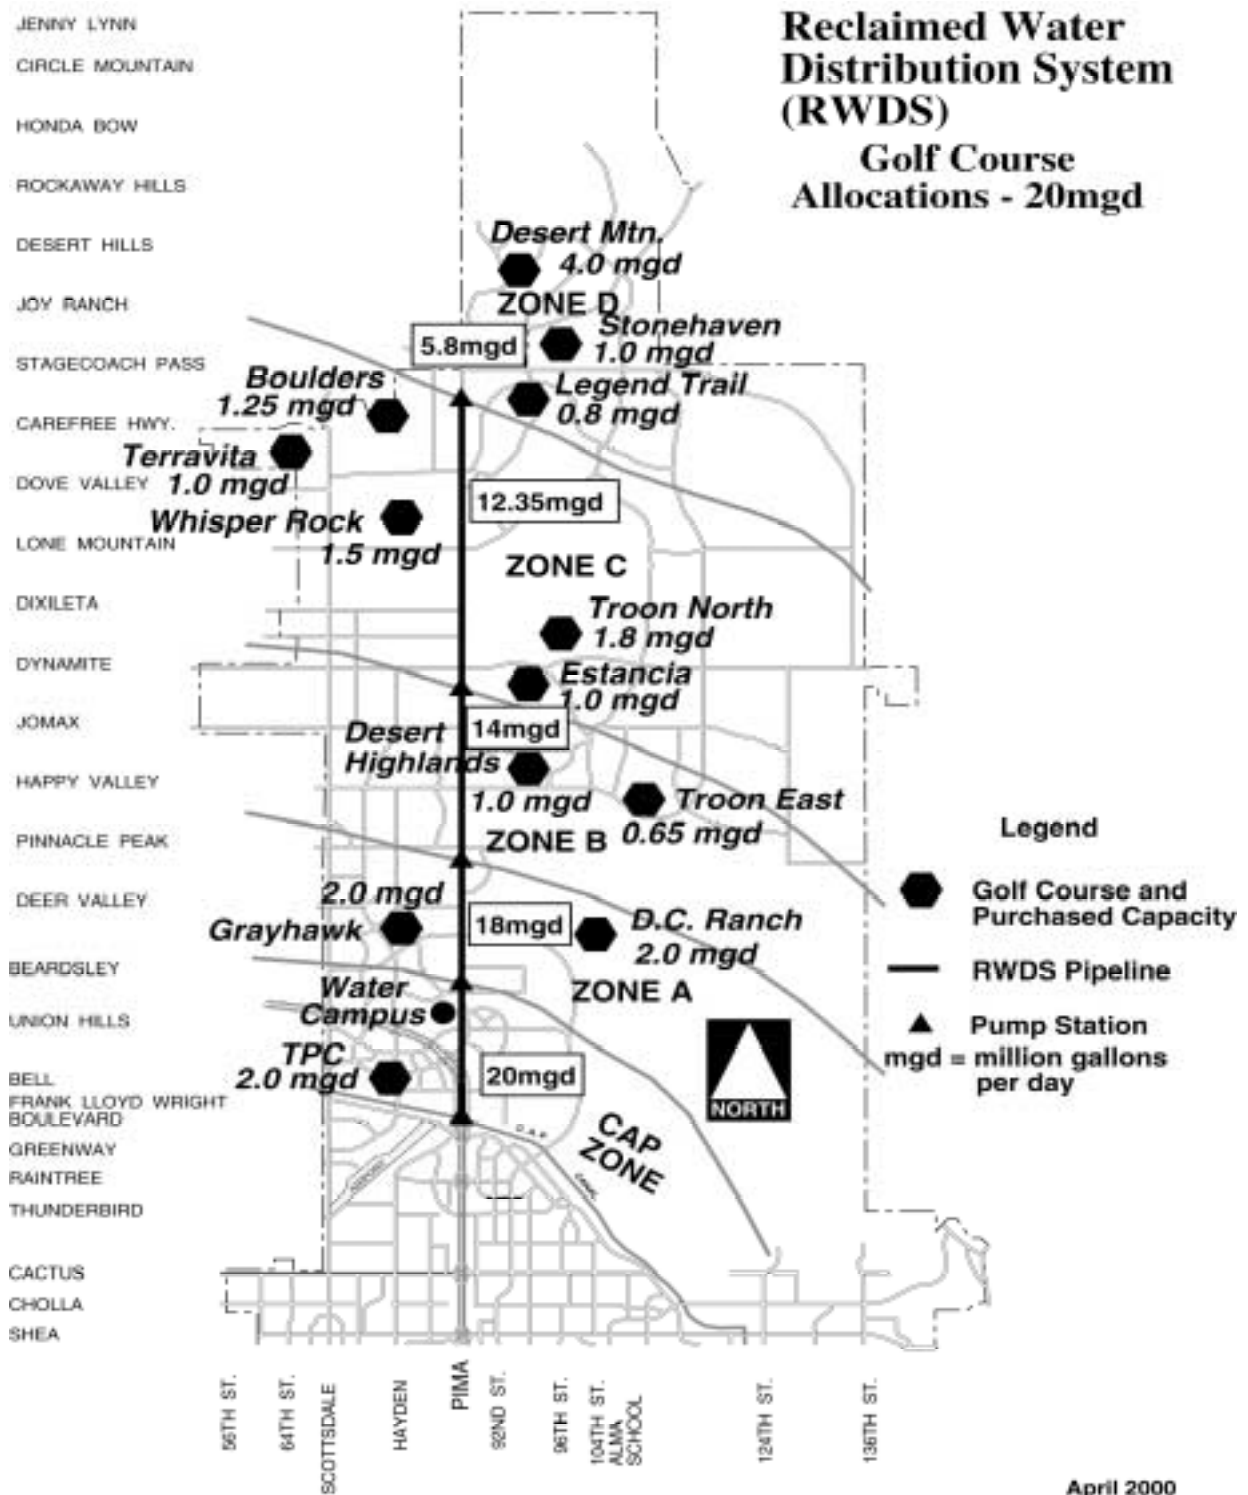 Reclaimed Water
Distribution System
(RWDS)
Golf Course
Allocations - 20mgd
JENNY LYNN
CIRCLE MOUNTAIN
HONDA BOW
ROCKAWAY HILLS
DESERT HILLS
JOY RANCH
STAGECOACH PASS
CAREFREE HWY.
DOVE VALLEY
LONE MOUNTAIN
DIXILETA
DYNAMITE
JOMAX
HAPPY VALLEY
PINNACLE PEAK
DEER VALLEY
BEARDSLEY
UNION HILLS
BELL
FRANK LLOYD WRIGHT
BOULEVARD
GREENWAY
RAINTREE
THUNDERBIRD
CACTUS
CHOLLA
SHEA
Desert Mtn.
4.0 mgd
ZONE D
Stonehaven
1.0 mgd
5.8mgd
Boulders
1.25 mgd
Legend Trail
0.8 mgd
Terravita
1.0 mgd
12.35mgd
Whisper Rock
1.5 mgd
ZONE C
Troon North
1.8 mgd
Estancia
1.0 mgd
14mgd
Desert
Highlands
1.0 mgd
Troon East
0.65 mgd
ZONE B
2.0 mgd
Grayhawk
18mgd
D.C. Ranch
2.0 mgd
ZONE A
Water
Campus
TPC
2.0 mgd
20mgd
CAP
ZONE
C.A.P.
CANAL
AIRPORT
NORTH
Legend
Golf Course and
Purchased Capacity
RWDS Pipeline
Pump Station
mgd = million gallons
per day
56TH ST.
64TH ST.
SCOTTSDALE
HAYDEN
PIMA
92ND ST.
96TH ST.
104TH ST.
ALMA
SCHOOL
124TH ST.
136TH ST.
April 2000